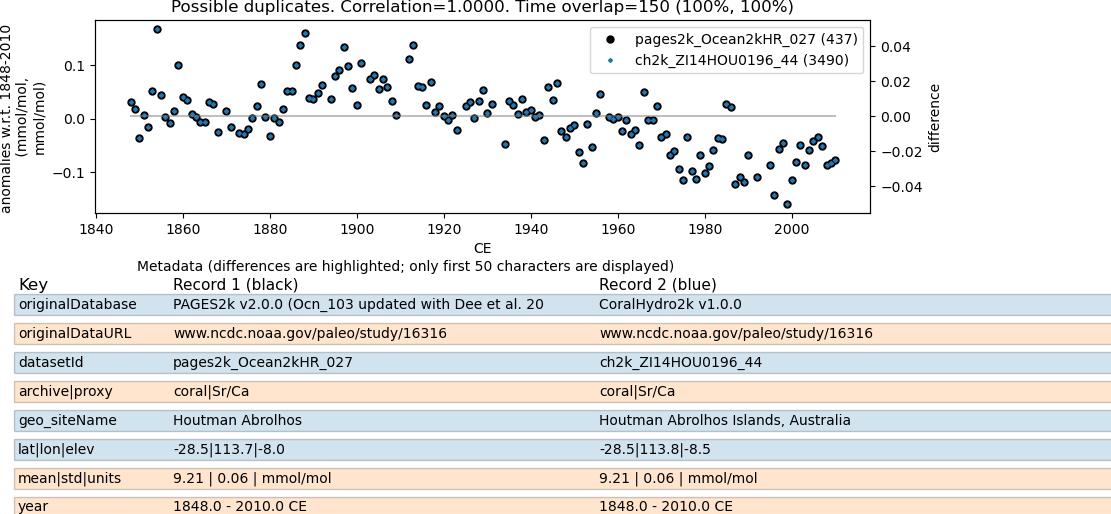 Possible duplicates. Correlation=1.0000. Time overlap=150 (100%, 100%)
anomalies w.r.t. 1848-2010
(mmol/mol,
mmol/mol)
0.1
0.0
−0.1
pages2k_Ocean2kHR_027 (437)
ch2k_ZI14HOU0196_44 (3490)
0.04
0.02
0.00
−0.02
−0.04
difference
1840 1860 1880 1900 1920 1940 1960 1980 2000
CE
Metadata (differences are highlighted; only first 50 characters are displayed)
Key Record 1 (black) Record 2 (blue)
originalDatabase PAGES2k v2.0.0 (Ocn_103 updated with Dee et al. 20 CoralHydro2k v1.0.0
originalDataURL www.ncdc.noaa.gov/paleo/study/16316 www.ncdc.noaa.gov/paleo/study/16316
datasetId pages2k_Ocean2kHR_027 ch2k_ZI14HOU0196_44
archive|proxy coral|Sr/Ca coral|Sr/Ca
geo_siteName Houtman Abrolhos Houtman Abrolhos Islands, Australia
lat|lon|elev -28.5|113.7|-8.0 -28.5|113.8|-8.5
mean|std|units 9.21 | 0.06 | mmol/mol 9.21 | 0.06 | mmol/mol
year 1848.0 - 2010.0 CE 1848.0 - 2010.0 CE